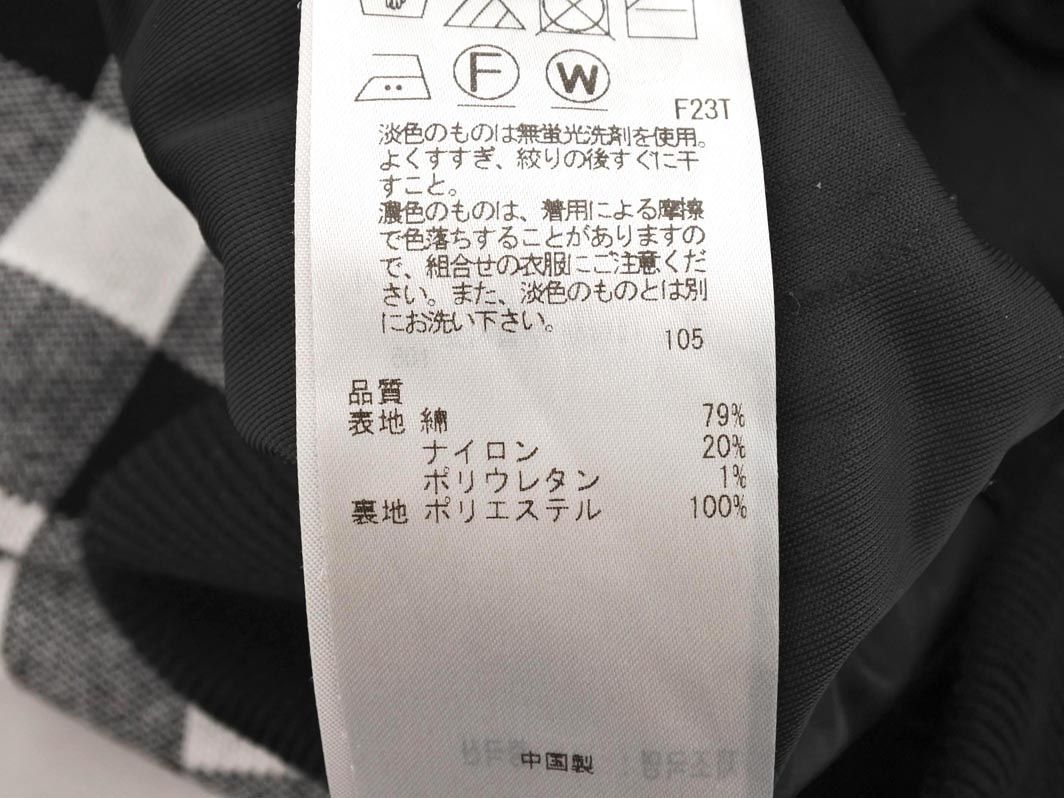 F
W
F23T
淡色のものは無蛍光洗剤を使用。
よくすすぎ、絞りの後すぐに干
すこと。
濃色のものは、着用による摩擦
で色落ちすることがありますの
で、組合せの衣服にご注意くだ
さい。また、淡色のものとは別
にお洗い下さい。
105
品質
表地 綿 79%
ナイロン 20%
ポリウレタン 1%
裏地 ポリエステル 100%
中国製